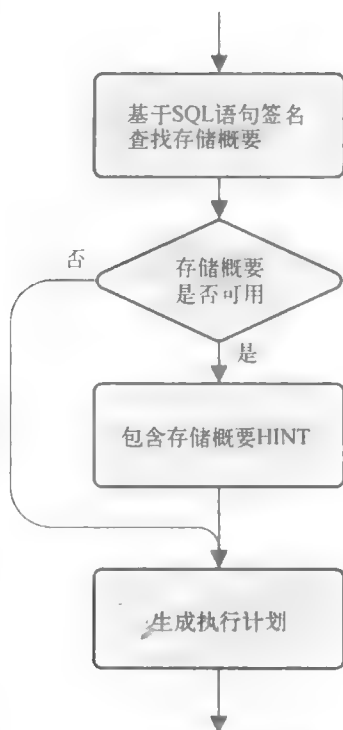 基于SQL语句签名
查找存储概要
否
存储概要
是否可用
是
包含存储概要HINT
生成执行计划